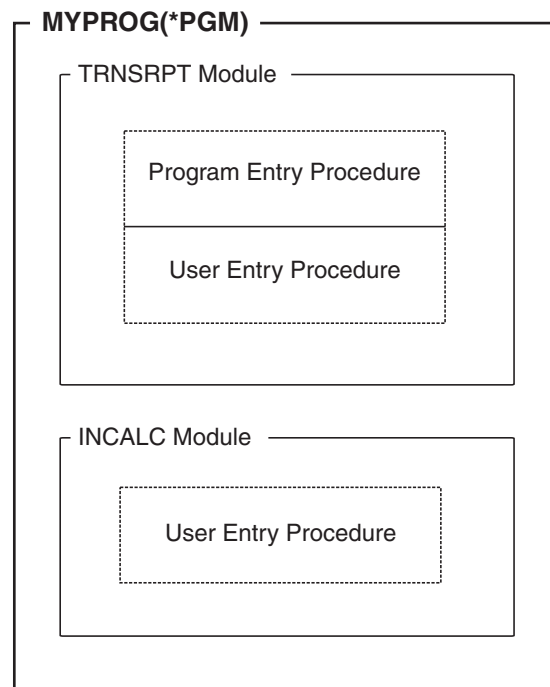 MYPROG(*PGM)
TRNSRPT Module
Program Entry Procedure
User Entry Procedure
INCALC Module
User Entry Procedure